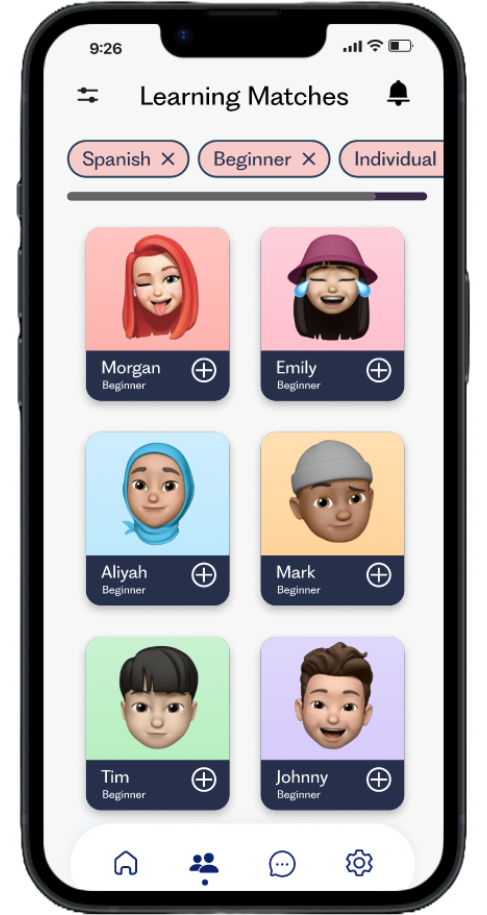 9:26
Learning Matches
Spanish ×
Beginner ×
Individual
Morgan
Beginner
Emily
Beginner
Aliyah
Beginner
Mark
Beginner
Tim
Beginner
Johnny
Beginner